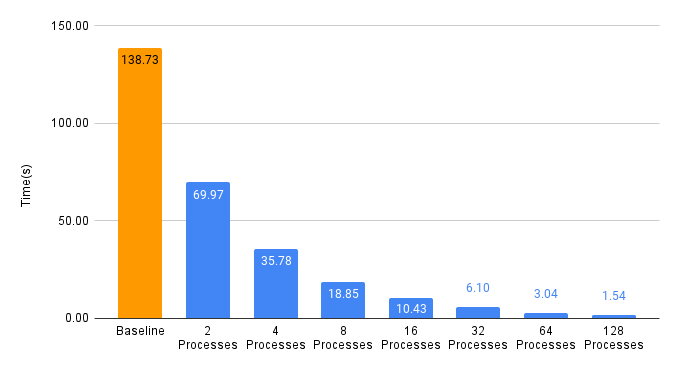 150.00
100.00
50.00
0.00
Time(s)
138.73
69.97
35.78
18.85
10.43
6.10
3.04
1.54
Baseline
2
Processes
4
Processes
8
Processes
16
Processes
32
Processes
64
Processes
128
Processes